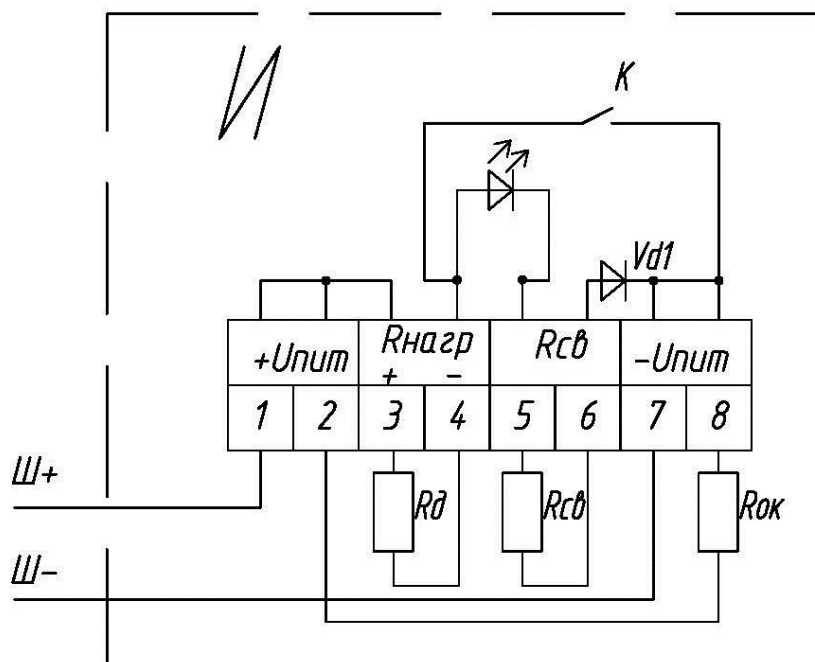 И
К
Vd1
+Uпит Rнагр Rсв -Uпит
+ -
1 2 3 4 5 6 7 8
Ш+
Rд Rсв Rок
Ш-